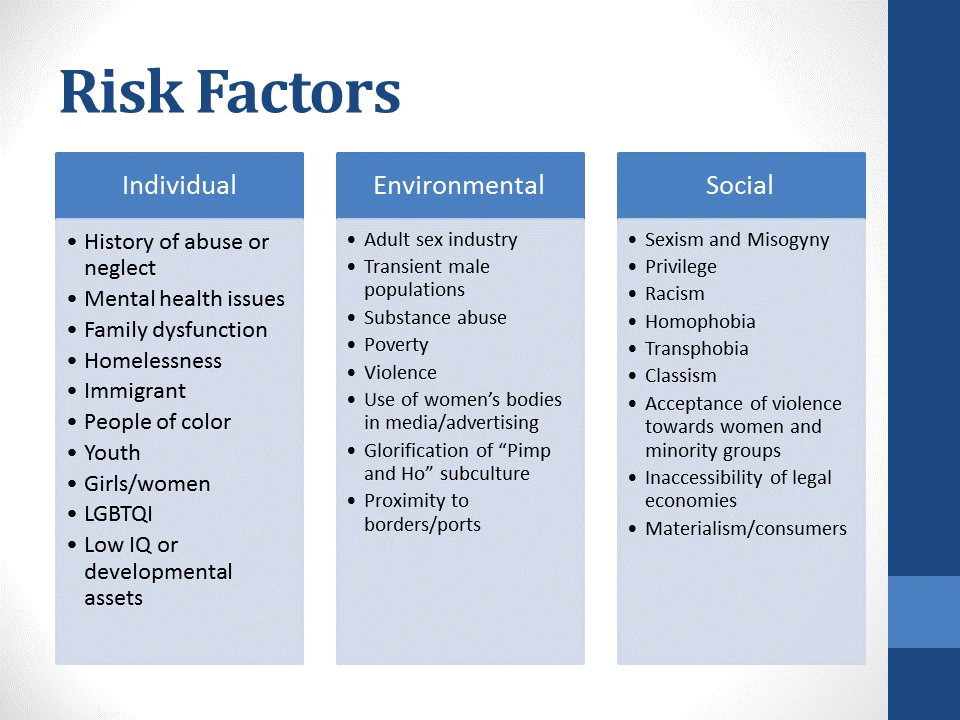 Risk Factors
Individual
• History of abuse or
neglect
• Mental health issues
• Family dysfunction
• Homelessness
• Immigrant
• People of color
• Youth
• Girls/women
• LGBTQI
• Low IQ or
developmental
assets
Environmental
• Adult sex industry
• Transient male
populations
• Substance abuse
• Poverty
• Violence
• Use of women’s bodies
in media/advertising
• Glorification of “Pimp
and Ho” subculture
• Proximity to
borders/ports
Social
• Sexism and Misogyny
• Privilege
• Racism
• Homophobia
• Transphobia
• Classism
• Acceptance of violence
towards women and
minority groups
• Inaccessibility of legal
economies
• Materialism/consumers